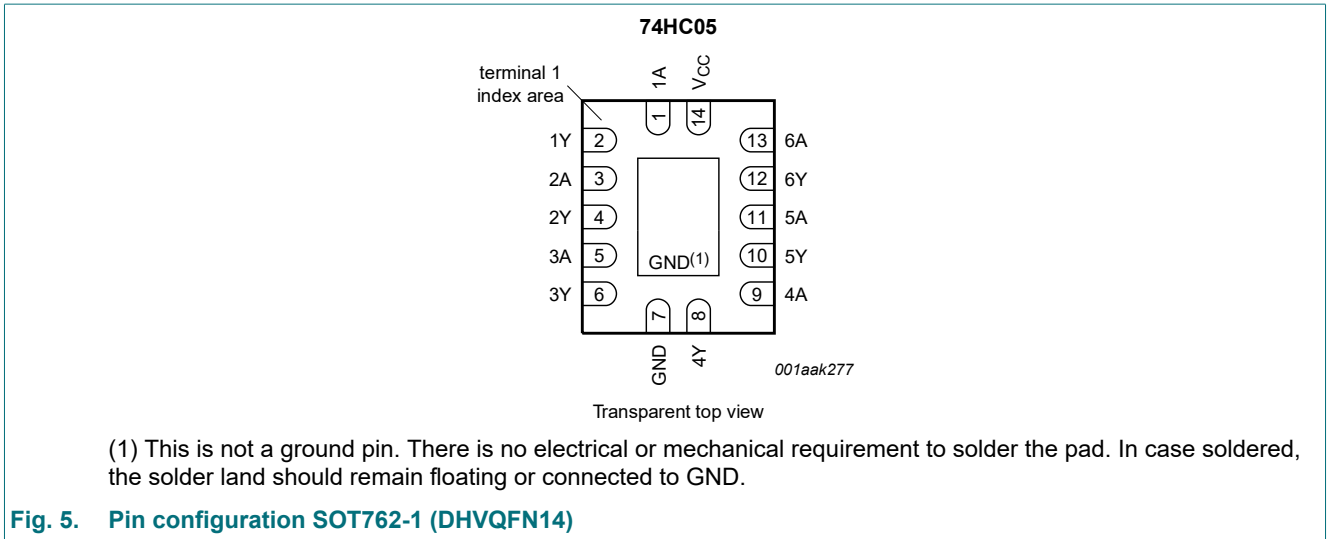 74HC05
terminal 1
index area
1A
VCC
1
14
1Y 2
13 6A
2A 3
12 6Y
2Y 4
11 5A
3A 5
GND(1)
10 5Y
3Y 6
9 4A
7
8
GND
4Y
001aak277
Transparent top view
(1) This is not a ground pin. There is no electrical or mechanical requirement to solder the pad. In case soldered,
the solder land should remain floating or connected to GND.
Fig. 5. Pin configuration SOT762-1 (DHVQFN14)